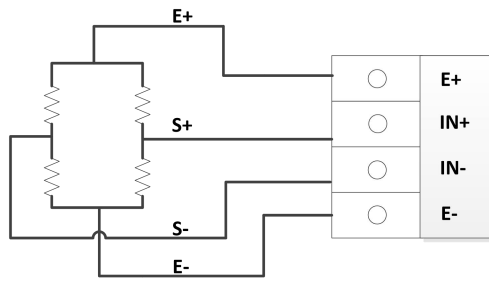 E+
E+
S+
IN+
IN-
S-
E-
E-